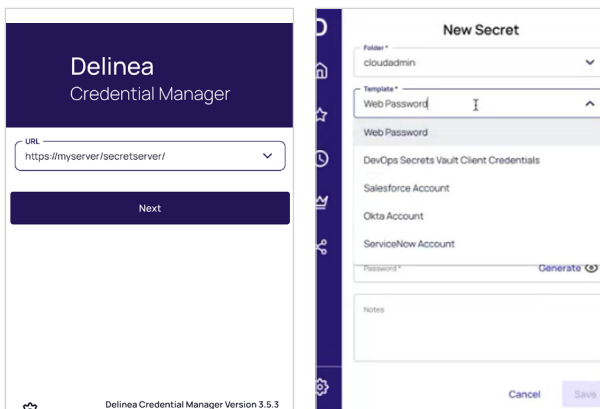 Delinea
Credential Manager
URL
https://myserver/secretserver/
Next
Delinea Credential Manager Version 3.5.3
New Secret
Folder *
cloudadmin
Template *
Web Password
Web Password
DevOps Secrets Vault Client Credentials
Salesforce Account
Okta Account
ServiceNow Account
Password *
Generate
Notes
Cancel
Save